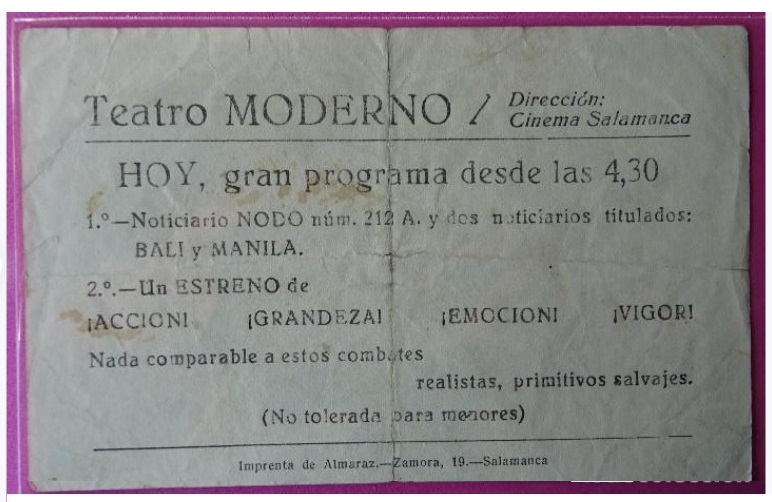 Teatro MODERNO / Dirección:
Cinema Salamanca
HOY, gran programa desde las 4,30
1.º—Noticiario NODO núm. 212 A. y dos noticiarios titulados:
BALI y MANILA.
2.º.—Un ESTRENO de
¡ACCION! ¡GRANDEZA! ¡EMOCION! ¡VIGOR!
Nada comparable a estos combates
realistas, primitivos salvajes.
(No tolerada para menores)
Imprenta de Almaraz.—Zamora, 19.—Salamanca